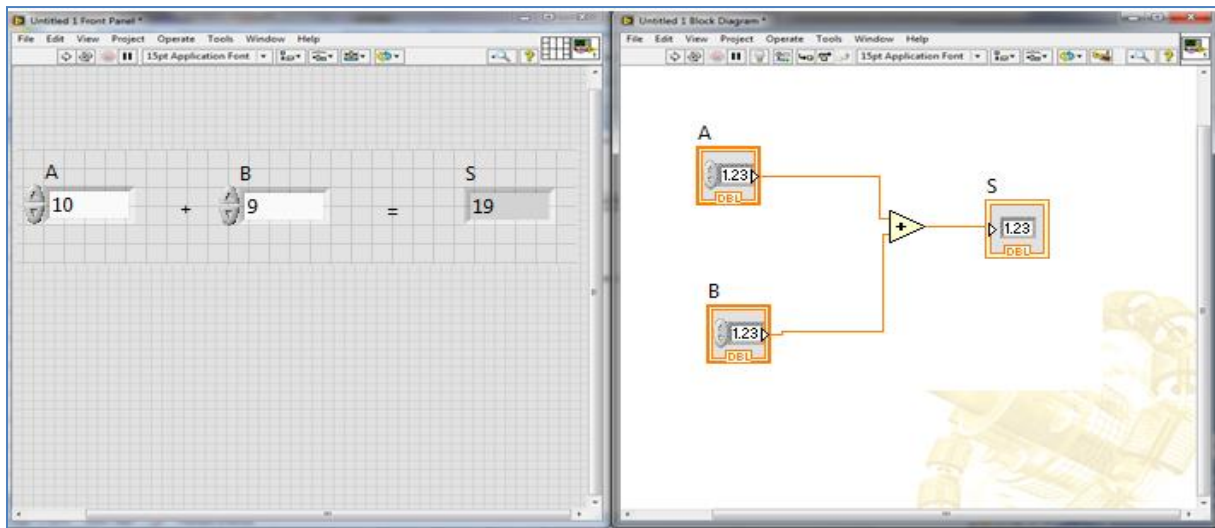 Untitled 1 Front Panel *
File Edit View Project Operate Tools Window Help
15pt Application Font
A
10
+
B
9
=
S
19
Untitled 1 Block Diagram *
File Edit View Project Operate Tools Window Help
15pt Application Font
A
1.23
DBL
+
S
1.23
DBL
B
1.23
DBL